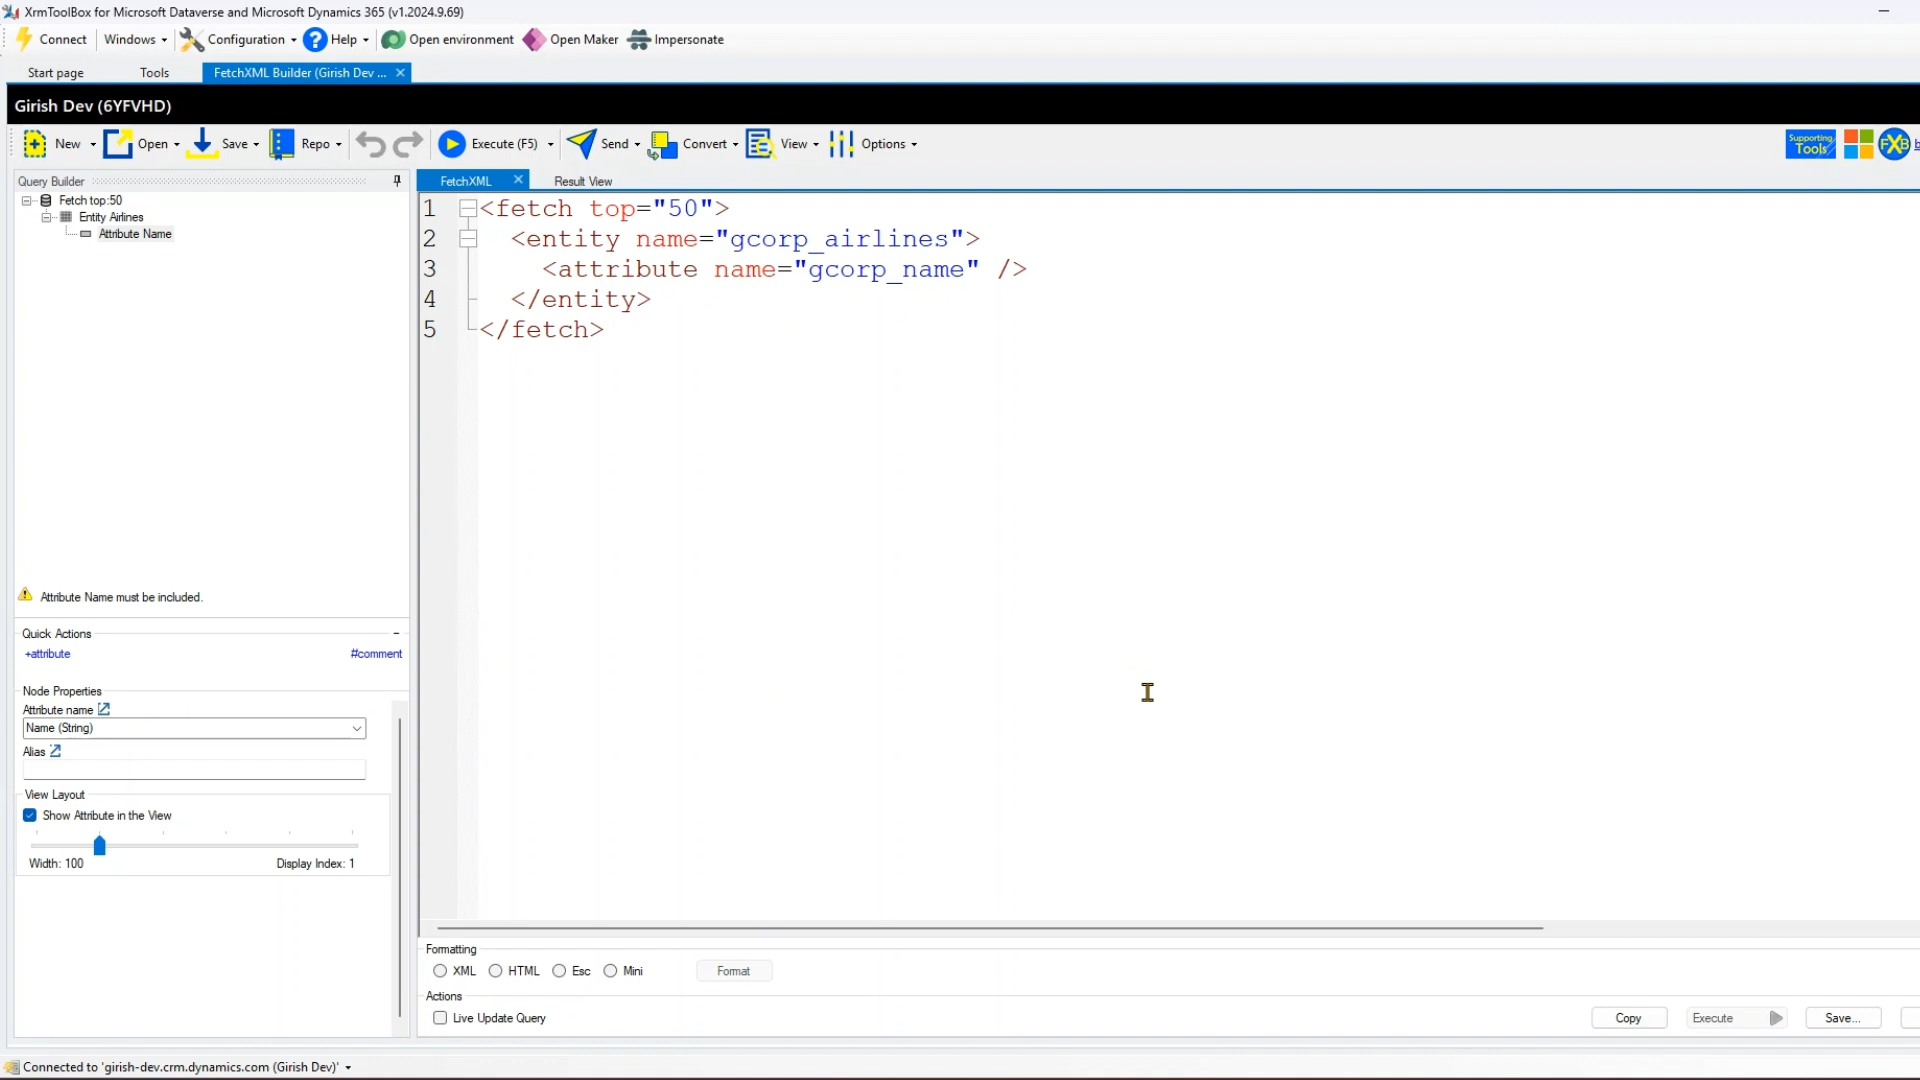 XrmToolBox for Microsoft Dataverse and Microsoft Dynamics 365 (v1.2024.9.69)
Connect Windows Configuration Help Open environment Open Maker Impersonate
Start page Tools FetchXML Builder (Girish Dev ...
Girish Dev (6YFVHD)
New Open Save Repo Execute (F5) Send Convert View Options Supporting Tools FXB
Query Builder
FetchXML Result View
Fetch top:50
Entity Airlines
Attribute Name
1 <fetch top="50">
2 <entity name="gcorp_airlines">
3 <attribute name="gcorp_name" />
4 </entity>
5 </fetch>
Attribute Name must be included.
Quick Actions
+attribute #comment
Node Properties
Attribute name
Name (String)
Alias
View Layout
Show Attribute in the View
Width: 100 Display Index: 1
Formatting
XML HTML Esc Mini Format
Actions
Live Update Query Copy Execute Save...
Connected to 'girish-dev.crm.dynamics.com (Girish Dev)'